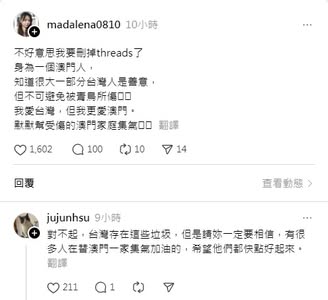 madalena0810 10小時
不好意思我要刪掉threads了
身為一個澳門人，
知道很大一部分台灣人是善意，
但不可避免被青鳥所傷
我愛台灣，但我更愛澳門。
默默幫受傷的澳門家庭集氣 翻譯
1,602 100 10 14
回覆 查看動態 >
jujunhsu 9小時
對不起，台灣存在這些垃圾，但是請妳一定要相信，有很
多人在替澳門一家集氣加油的，希望他們都快點好起來。
翻譯
211 1